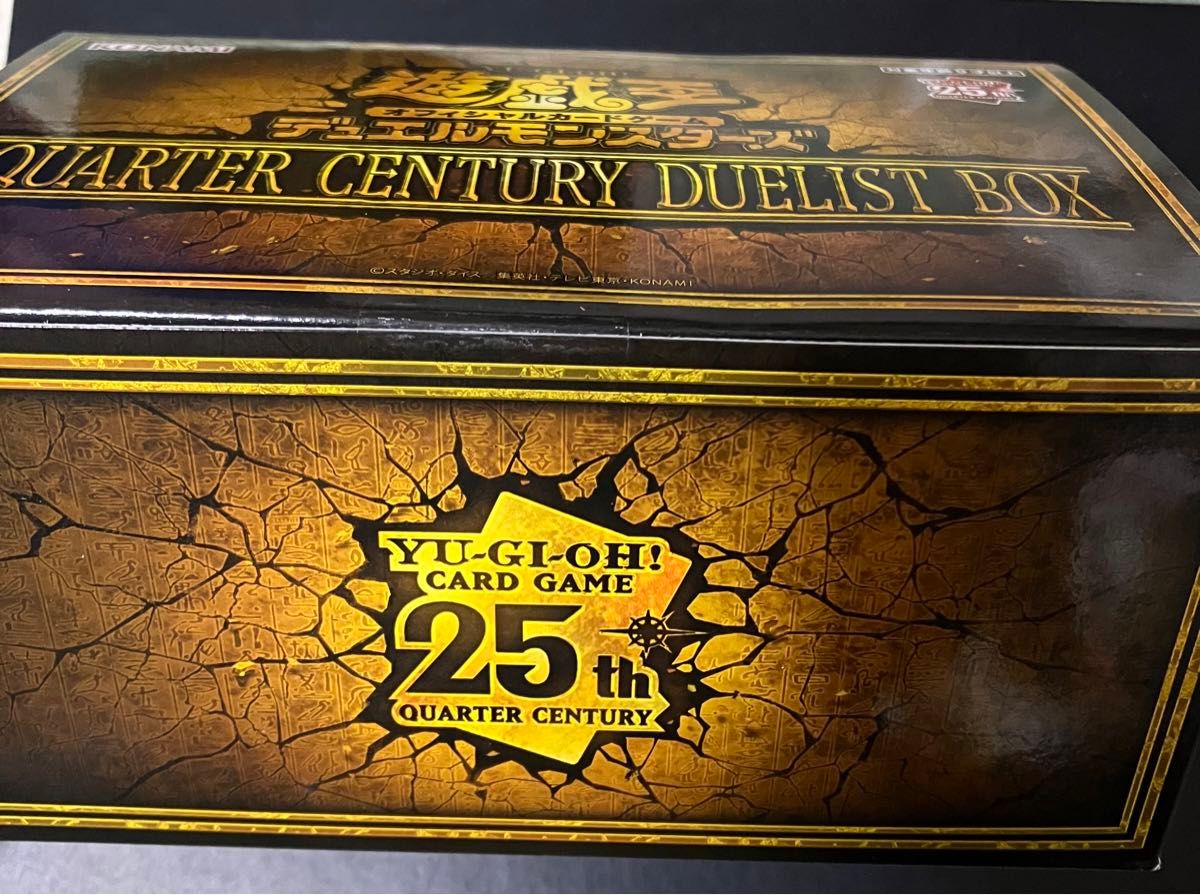 KONAMI
遊戯王
オフィシャルカードゲーム
デュエルモンスターズ
QUARTER CENTURY DUELIST BOX
©スタジオ・ダイス 集英社・テレビ東京・KONAMI
YU-GI-OH!
CARD GAME
25th
QUARTER CENTURY